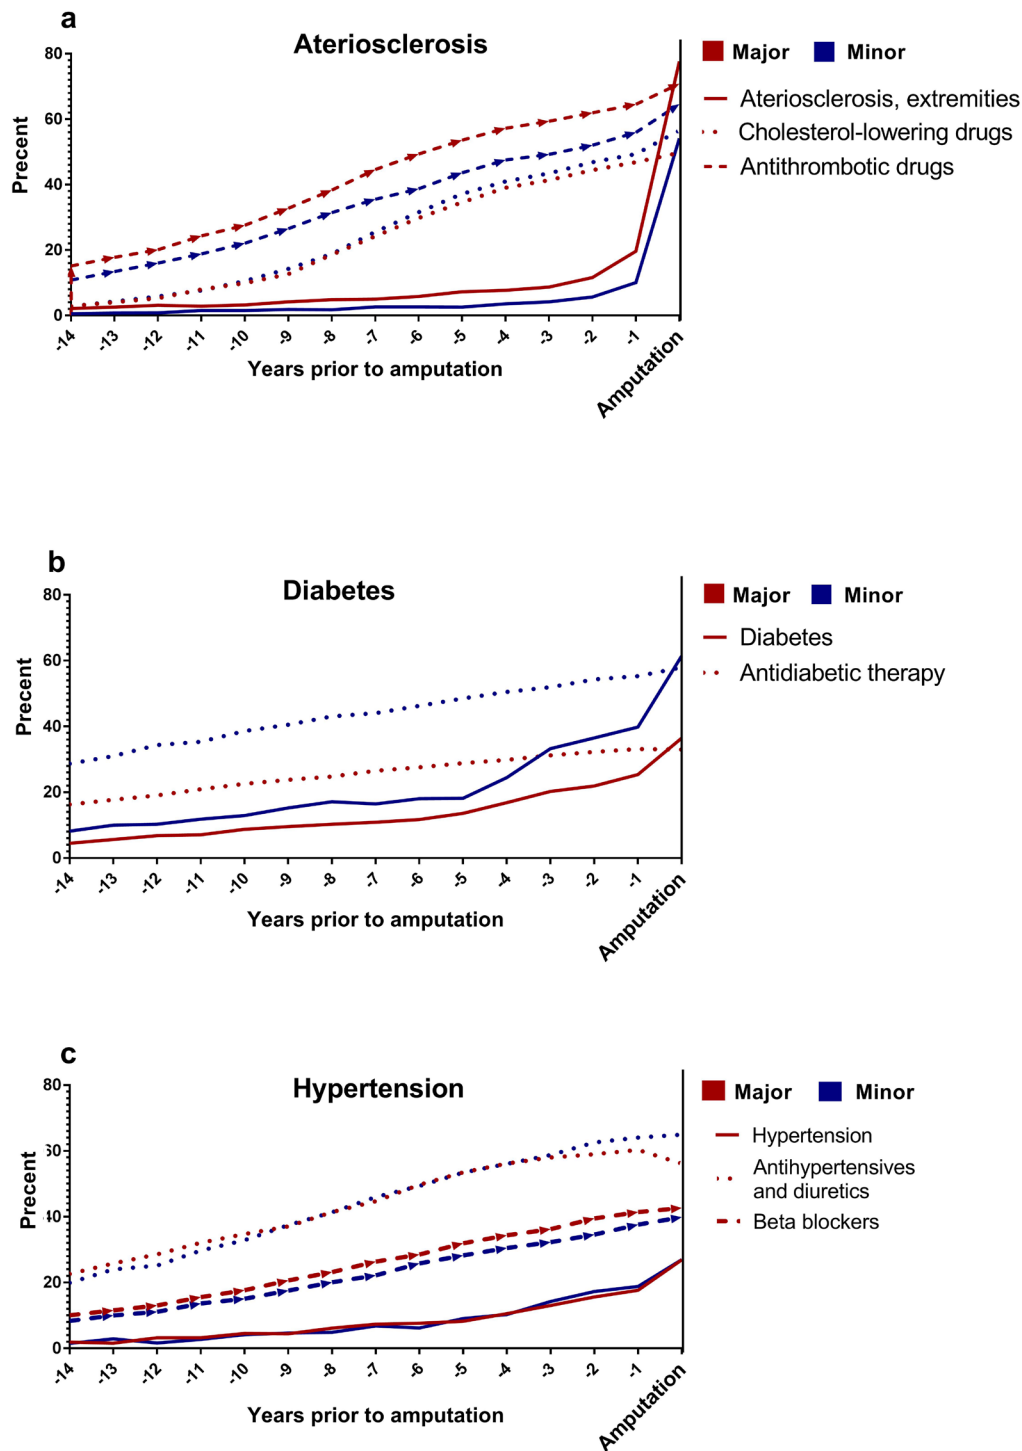 a
Ateriosclerosis
Major Minor
Ateriosclerosis, extremities
Cholesterol-lowering drugs
Antithrombotic drugs
Precent
80
60
40
20
0
-14 -13 -12 -11 -10 -9 -8 -7 -6 -5 -4 -3 -2 -1 Amputation
Years prior to amputation
b
Diabetes
Major Minor
Diabetes
Antidiabetic therapy
Precent
80
60
40
20
0
-14 -13 -12 -11 -10 -9 -8 -7 -6 -5 -4 -3 -2 -1 Amputation
Years prior to amputation
c
Hypertension
Major Minor
Hypertension
Antihypertensives
and diuretics
Beta blockers
Precent
80
60
40
20
0
-14 -13 -12 -11 -10 -9 -8 -7 -6 -5 -4 -3 -2 -1 Amputation
Years prior to amputation